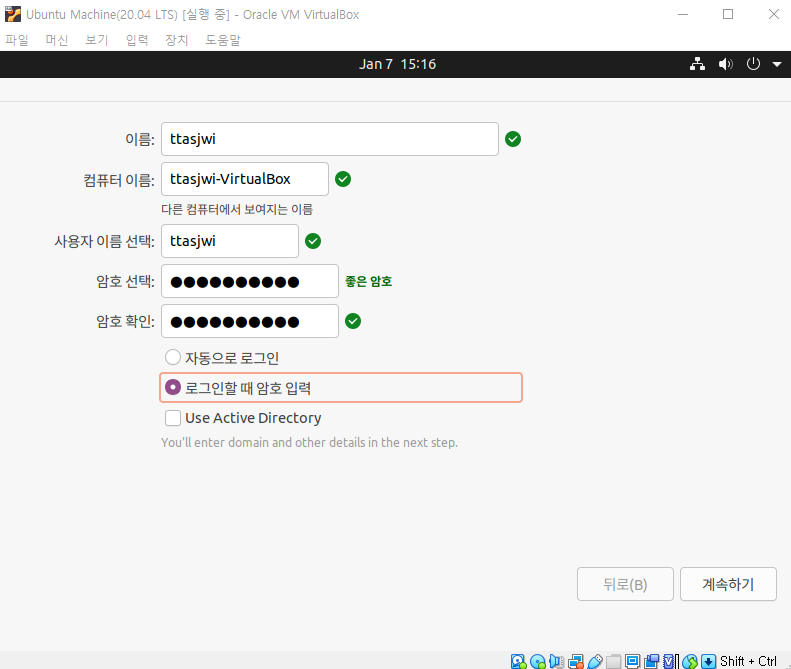 Ubuntu Machine(20.04 LTS) [실행 중] - Oracle VM VirtualBox
파일 머신 보기 입력 장치 도움말
Jan 7 15:16
이름: ttasjwi
컴퓨터 이름: ttasjwi-VirtualBox
다른 컴퓨터에서 보여지는 이름
사용자 이름 선택: ttasjwi
암호 선택: ●●●●●●●●●● 좋은 암호
암호 확인: ●●●●●●●●●●
자동으로 로그인
로그인할 때 암호 입력
Use Active Directory
You'll enter domain and other details in the next step.
뒤로(B) 계속하기
Shift + Ctrl